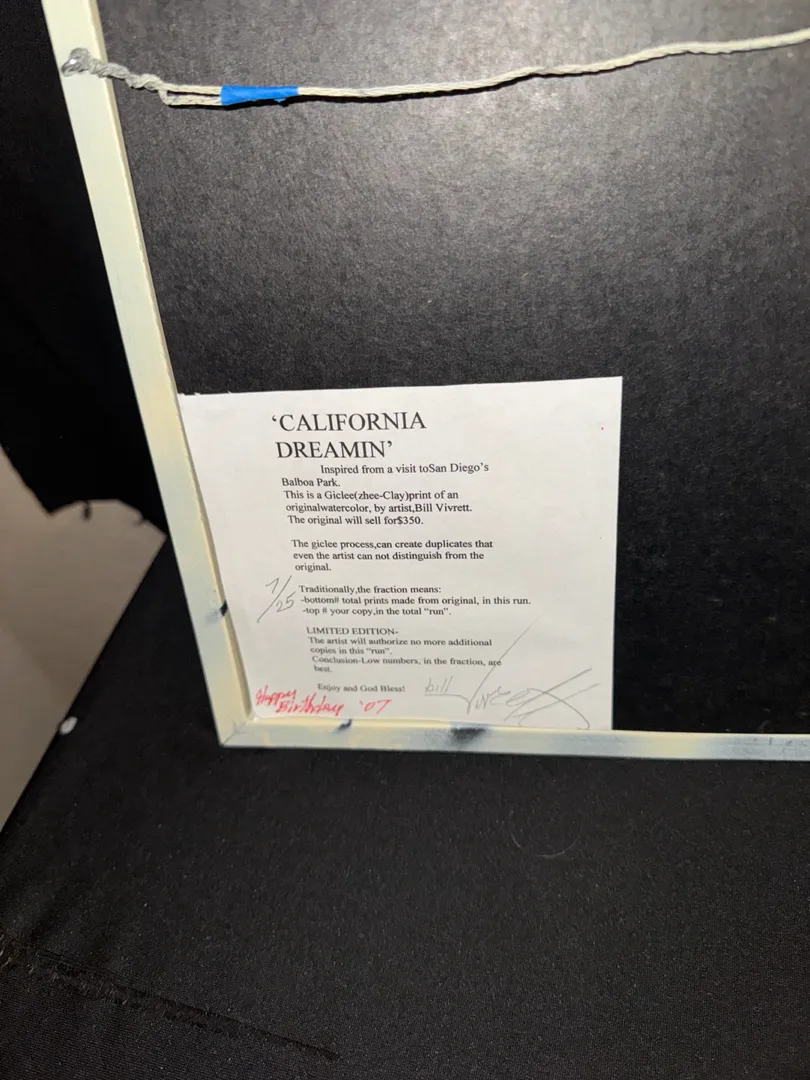 ‘CALIFORNIA
DREAMIN’
Inspired from a visit toSan Diego’s
Balboa Park.
This is a Giclee(zhee-Clay)print of an
originalwatercolor, by artist,Bill Vivrett.
The original will sell for$350.
The giclee process,can create duplicates that
even the artist can not distinguish from the
original.
Traditionally,the fraction means:
1/25
-bottom# total prints made from original, in this run.
-top # your copy,in the total “run”.
LIMITED EDITION-
The artist will authorize no more additional
copies in this “run”.
Conclusion-Low numbers, in the fraction, are
best.
Enjoy and God Bless! bill Vivrett
Happy
Birthday '07